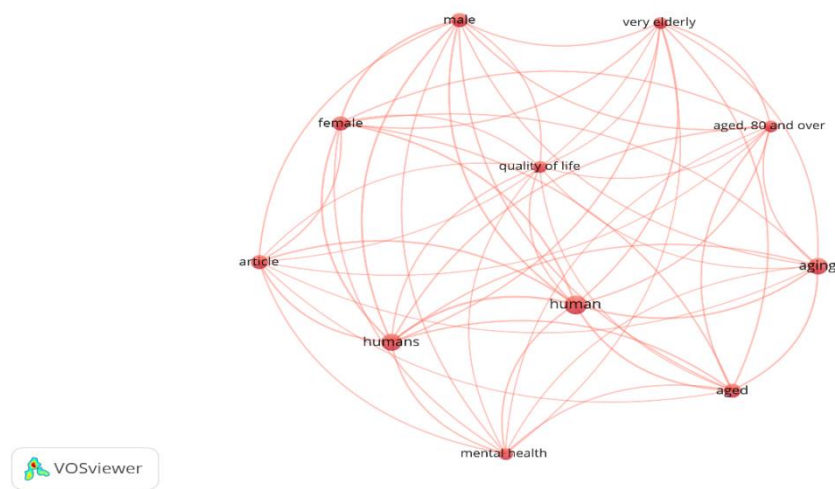 male
very elderly
female
aged, 80 and over
quality of life
article
aging
human
humans
aged
mental health
VOSviewer